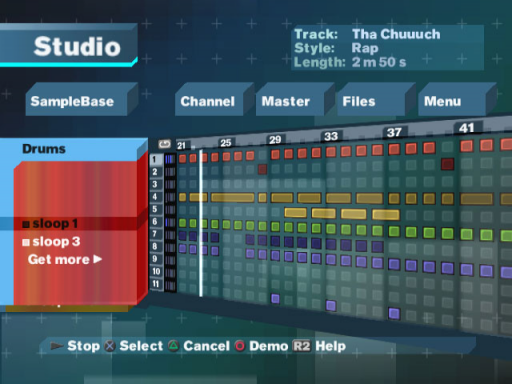 Studio
Track: Tha Chuuuch
Style: Rap
Length: 2 m 50 s
SampleBase
Channel
Master
Files
Menu
Drums
21 25 29 33 37 41
1
2
3
4
5
6
7
8
9
10
11
sloop 1
sloop 3
Get more
Stop Select Cancel Demo R2 Help